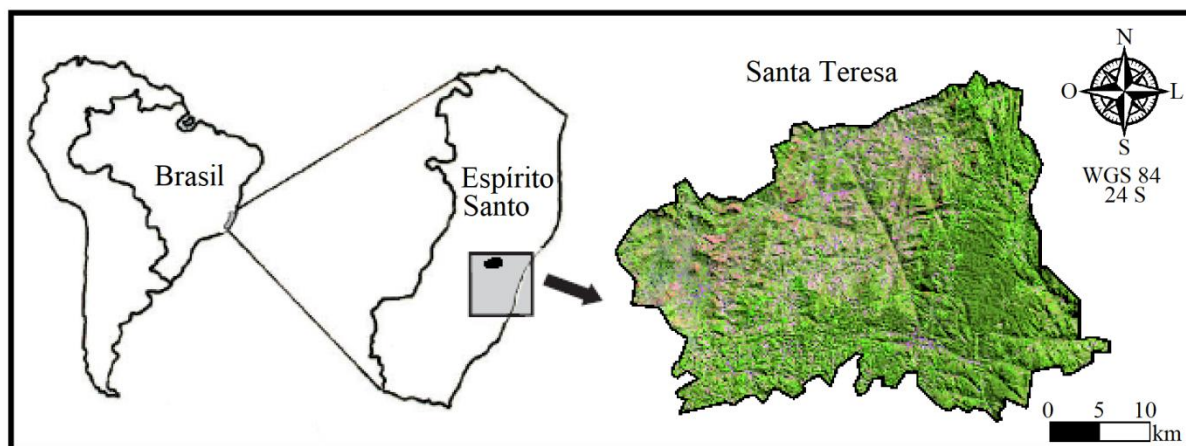 Brasil
Espírito
Santo
Santa Teresa
N
O
L
S
WGS 84
24 S
0 5 10
km